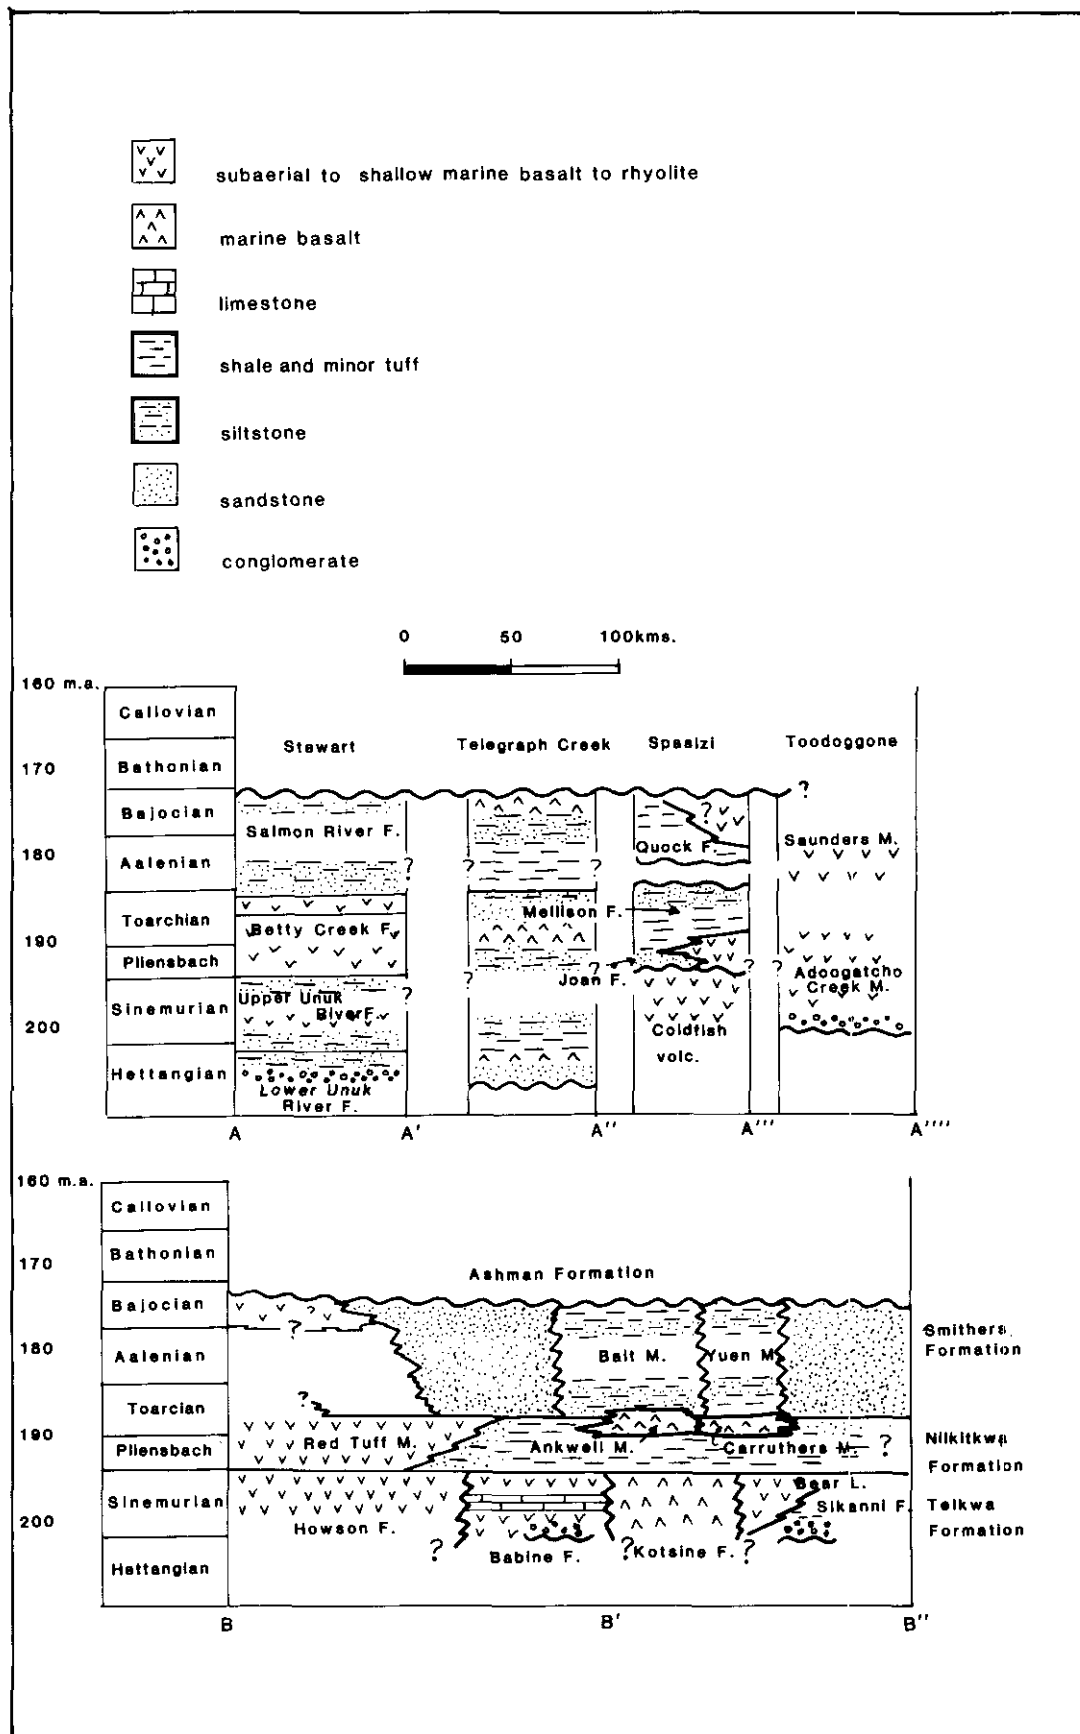 subaerial to shallow marine basalt to rhyolite
marine basalt
limestone
shale and minor tuff
siltstone
sandstone
conglomerate
0 50 100kms.
160 m.a.
Callovian
Stewart Telegraph Creek Spaaizi Toodoggone
Bathonian
170
?
Bajocian
?
Salmon River F.
Quock F.
Saunders M.
180
Aalenian
? ? ?
Toarchian
Mellison F.
Betty Creek F.
190
Pliensbach
? ? ? ?
Joan F.
Adoogatcho
Creek M.
Sinemurian
?
Upper Unuk
River F.
200
Coldfish
volc.
Hettangian
Lower Unuk
River F.
A A' A'' A''' A''''
160 m.a.
Callovian
Bathonian
170
Ashman Formation
Bajocian
?
?
Smithers
Formation
180
Aalenian
Bait M. Yuen M.
Toarcian
?
190
Pliensbach
Red Tuff M. Ankwell M. Carruthers M. ?
Nilkitkwa
Formation
Sinemurian
Bear L.
Sikanni F.
Telkwa
Formation
200
Howson F.
? Babine F. ? Kotsine F. ?
Hettangian
B B' B''